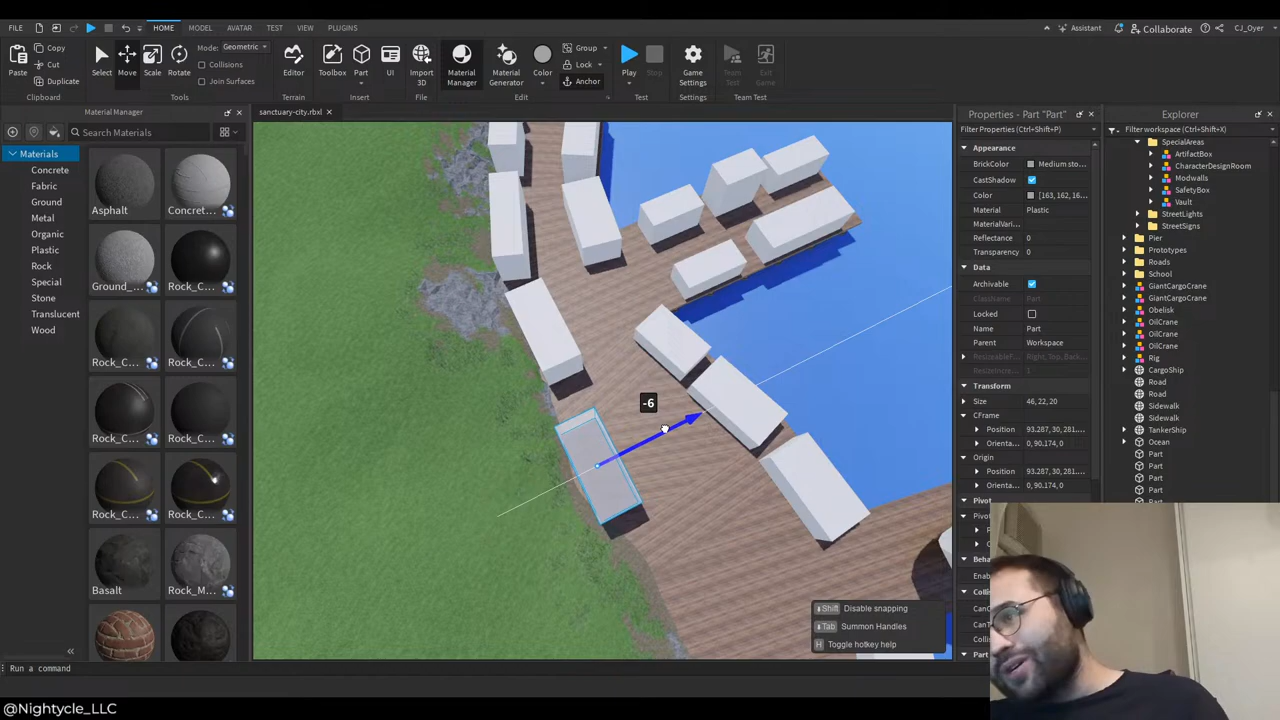 FILE HOME MODEL AVATAR TEST VIEW PLUGINS Assistant Collaborate CJ_Oyer
Paste Copy Cut Duplicate Select Move Scale Rotate Mode: Geometric Collisions Join Surfaces Editor Toolbox Part UI Import 3D Material Manager Material Generator Color Group Lock Anchor Play Stop Game Settings Team Test Exit Game
Clipboard Tools Terrain Insert File Edit Test Settings Team Test
Material Manager
sanctuary-city.rbxl
Search Materials
Materials
Concrete
Fabric
Ground
Metal
Organic
Plastic
Rock
Special
Stone
Translucent
Wood
Asphalt Concret...
Ground_... Rock_C...
Rock_C... Rock_C...
Rock_C... Rock_C...
Rock_C... Rock_C...
Basalt Rock_M...
-6
Shift Disable snapping
Tab Summon Handles
H Toggle hotkey help
Properties - Part "Part"
Filter Properties (Ctrl+Shift+P)
Appearance
BrickColor Medium sto...
CastShadow
Color [163, 162, 16...
Material Plastic
MaterialVari...
Reflectance 0
Transparency 0
Data
Archivable
ClassName Part
Locked
Name Part
Parent Workspace
ResizeableF... Right, Top, Back...
ResizeIncre... 1
Transform
Size 46, 22, 20
CFrame
Position 93.287, 30, 281....
Orienta... 0, 90.174, 0
Origin
Position 93.287, 30, 281....
Orienta... 0, 90.174, 0
Pivot
Explorer
Filter workspace (Ctrl+Shift+X)
SpecialAreas
ArtifactBox
CharacterDesignRoom
Modwalls
SafetyBox
Vault
StreetLights
StreetSigns
Pier
Prototypes
Roads
School
GiantCargoCrane
GiantCargoCrane
Obelisk
OilCrane
OilCrane
OilCrane
Rig
CargoShip
Road
Road
Sidewalk
Sidewalk
TankerShip
Ocean
Part
Part
Part
Part
Run a command
@Nightycle_LLC